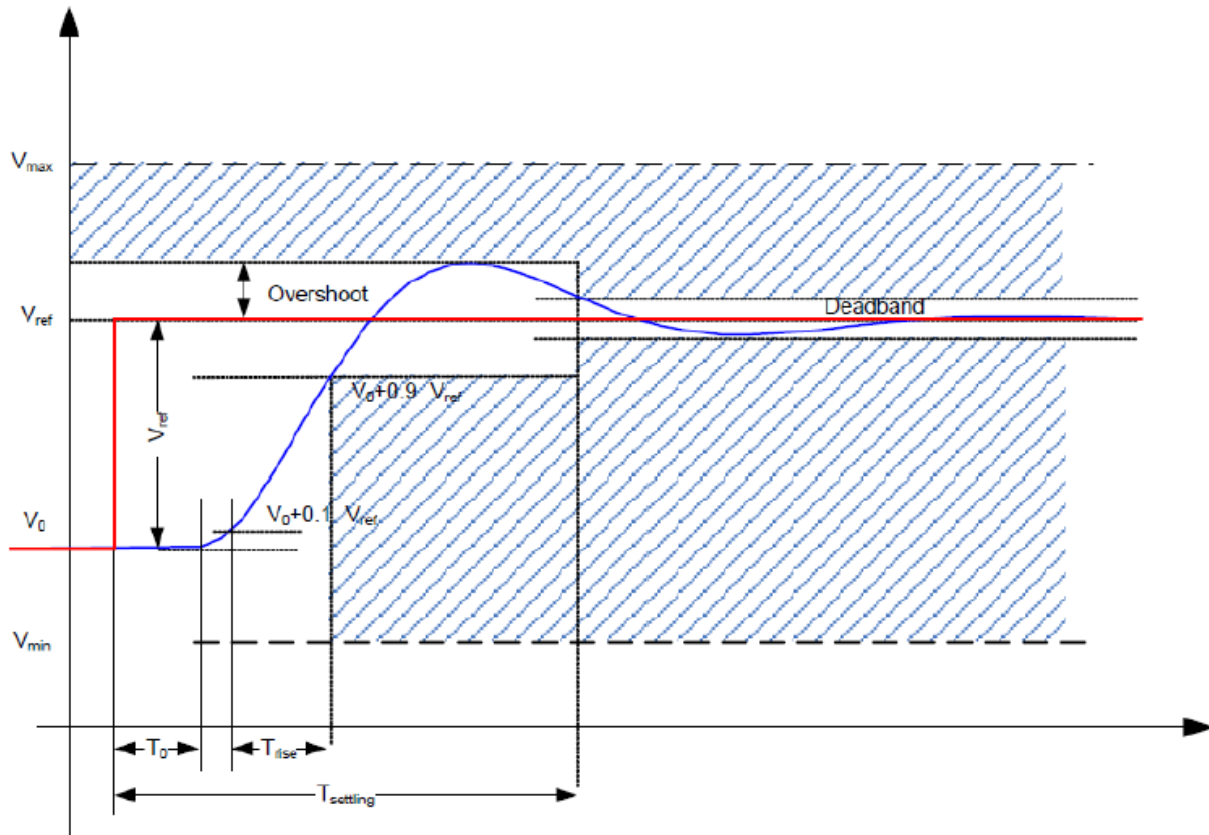 Vmax
Overshoot
Deadband
Vref
V0+0.9 Vref
Vref
V0
V0+0.1 Vref
Vmin
T0
Trise
Tsettling